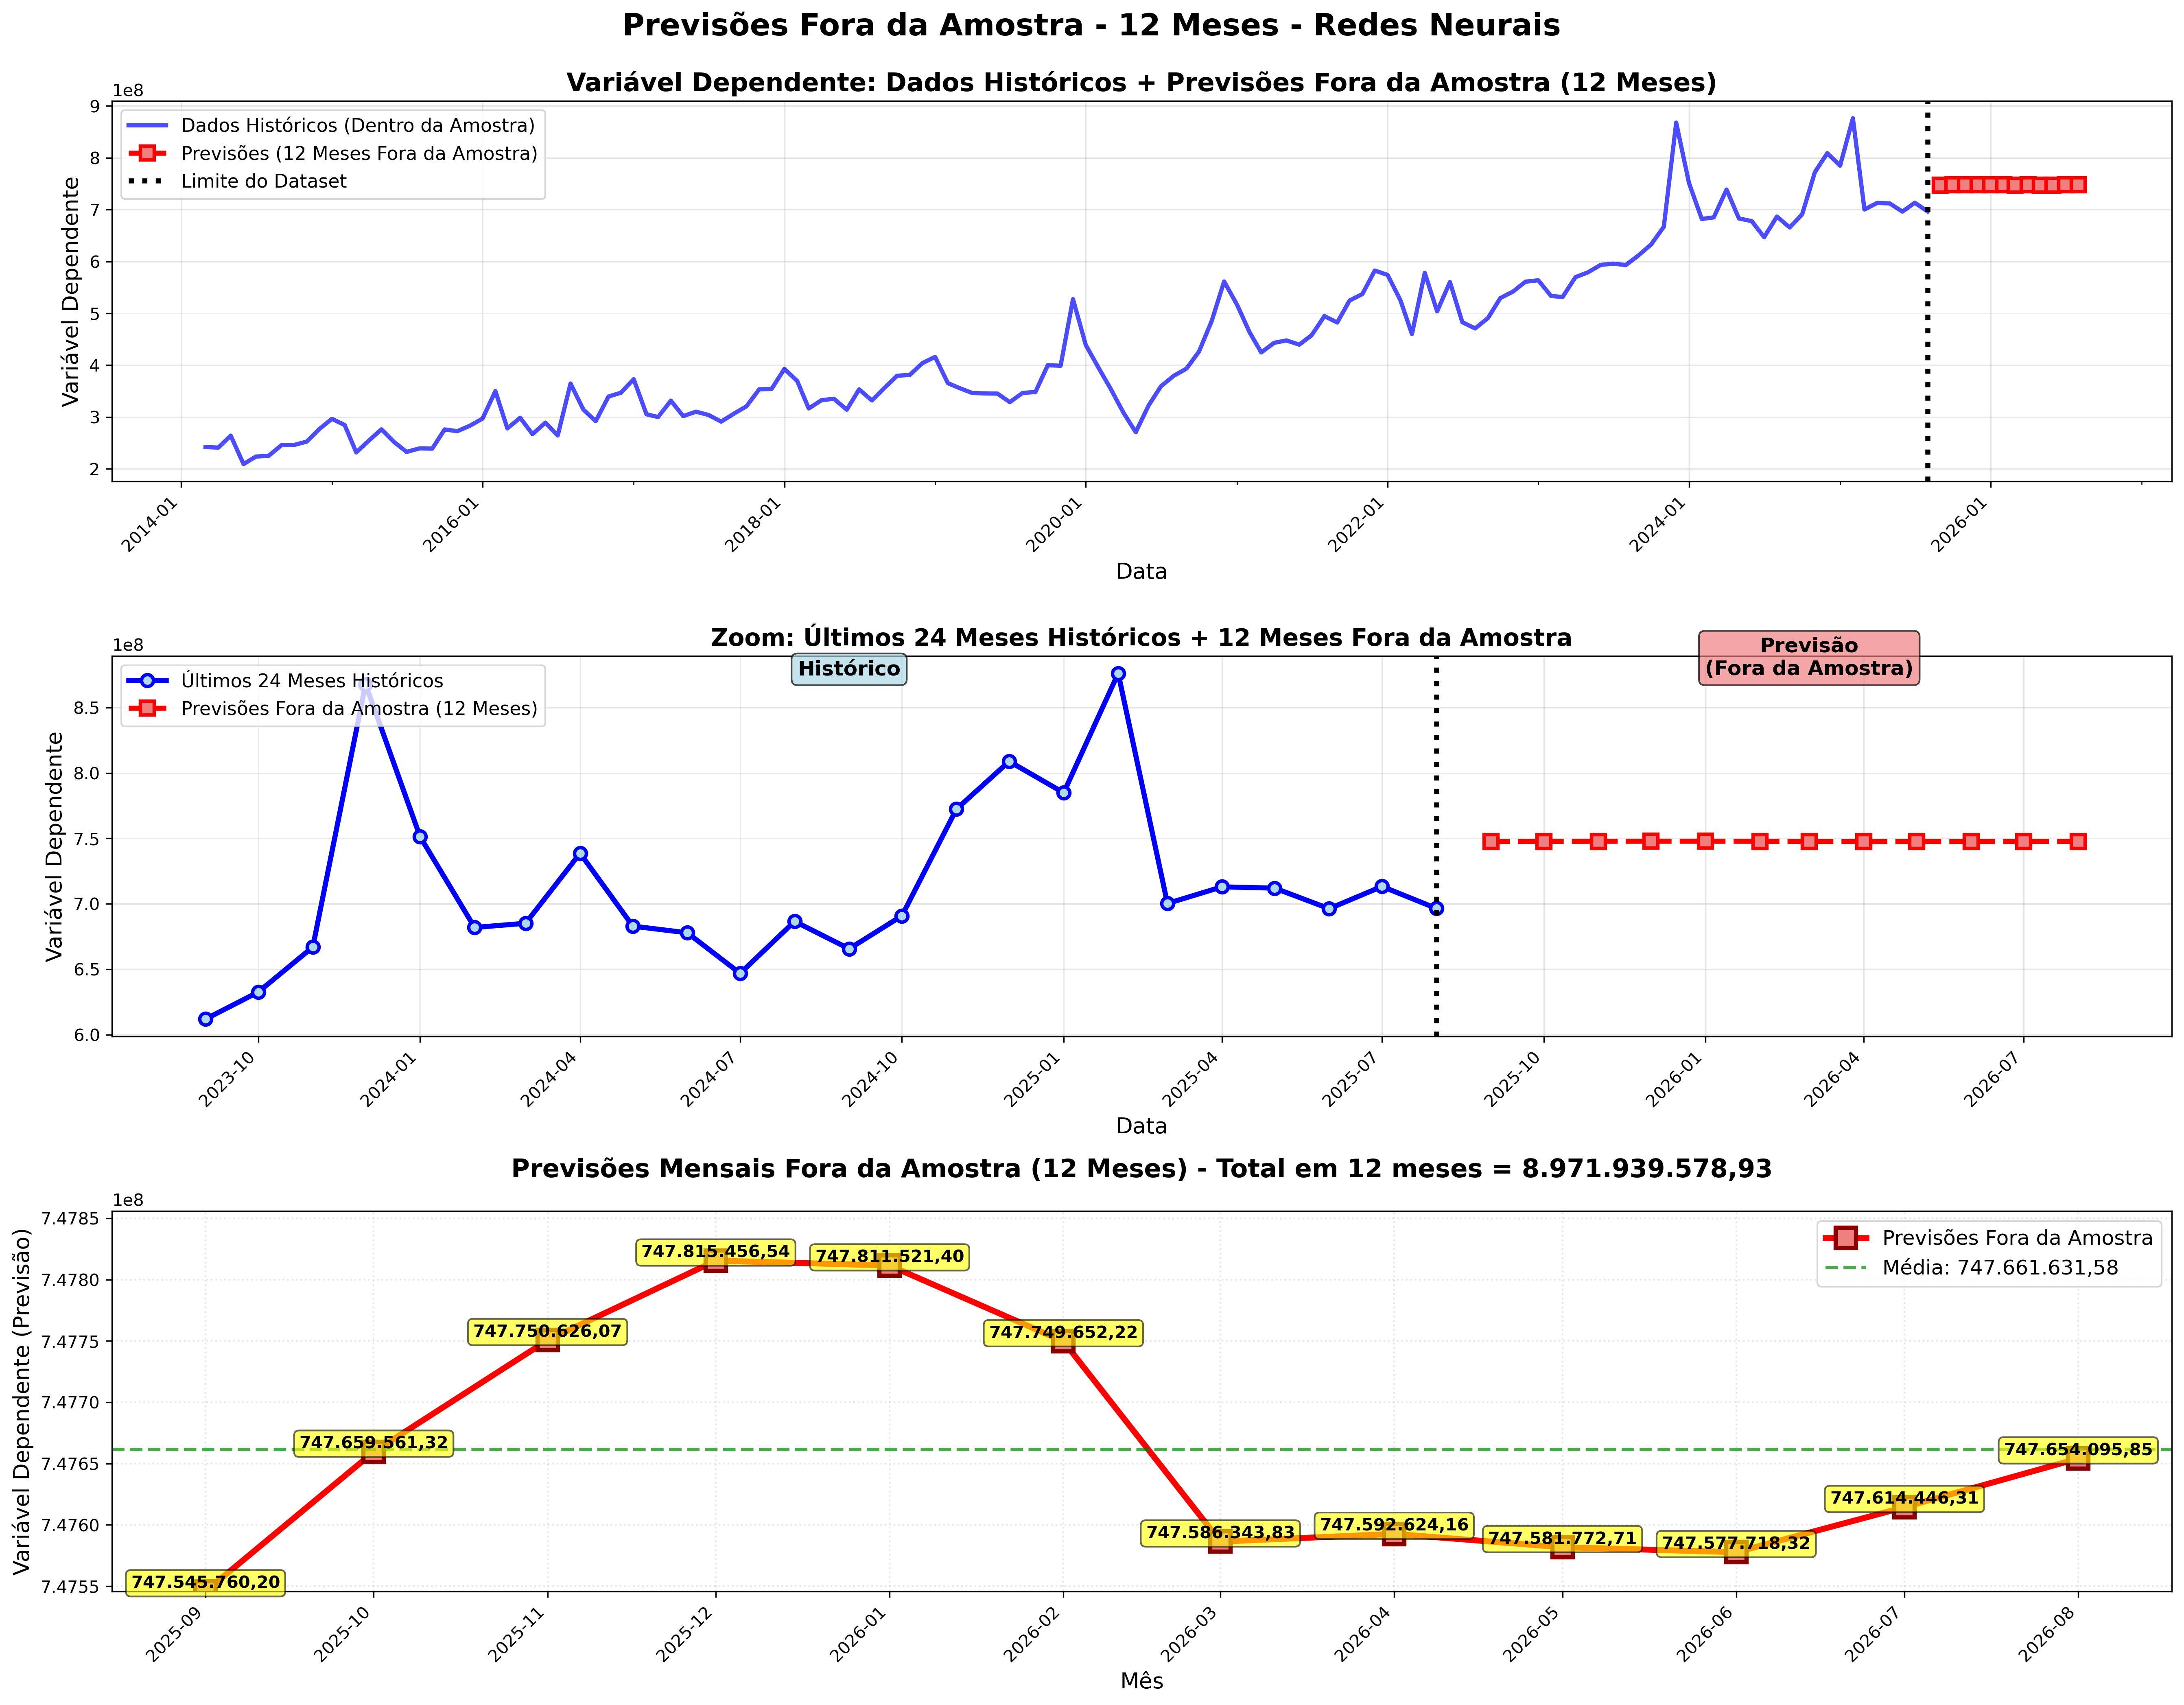 Previsões Fora da Amostra - 12 Meses - Redes Neurais
Variável Dependente: Dados Históricos + Previsões Fora da Amostra (12 Meses)
1e8
Dados Históricos (Dentro da Amostra)
Previsões (12 Meses Fora da Amostra)
Limite do Dataset
Variável Dependente
9
8
7
6
5
4
3
2
2014-01
2016-01
2018-01
2020-01
2022-01
2024-01
2026-01
Data
Zoom: Últimos 24 Meses Históricos + 12 Meses Fora da Amostra
1e8
Últimos 24 Meses Históricos
Previsões Fora da Amostra (12 Meses)
Histórico
Previsão
(Fora da Amostra)
Variável Dependente
8.5
8.0
7.5
7.0
6.5
6.0
2023-10
2024-01
2024-04
2024-07
2024-10
2025-01
2025-04
2025-07
2025-10
2026-01
2026-04
2026-07
Data
Previsões Mensais Fora da Amostra (12 Meses) - Total em 12 meses = 8.971.939.578,93
1e8
Previsões Fora da Amostra
Média: 747.661.631,58
Variável Dependente (Previsão)
7.4785
7.4780
7.4775
7.4770
7.4765
7.4760
7.4755
747.545.760,20
747.659.561,32
747.750.626,07
747.815.456,54
747.811.521,40
747.749.652,22
747.586.343,83
747.592.624,16
747.581.772,71
747.577.718,32
747.614.446,31
747.654.095,85
2025-09
2025-10
2025-11
2025-12
2026-01
2026-02
2026-03
2026-04
2026-05
2026-06
2026-07
2026-08
Mês